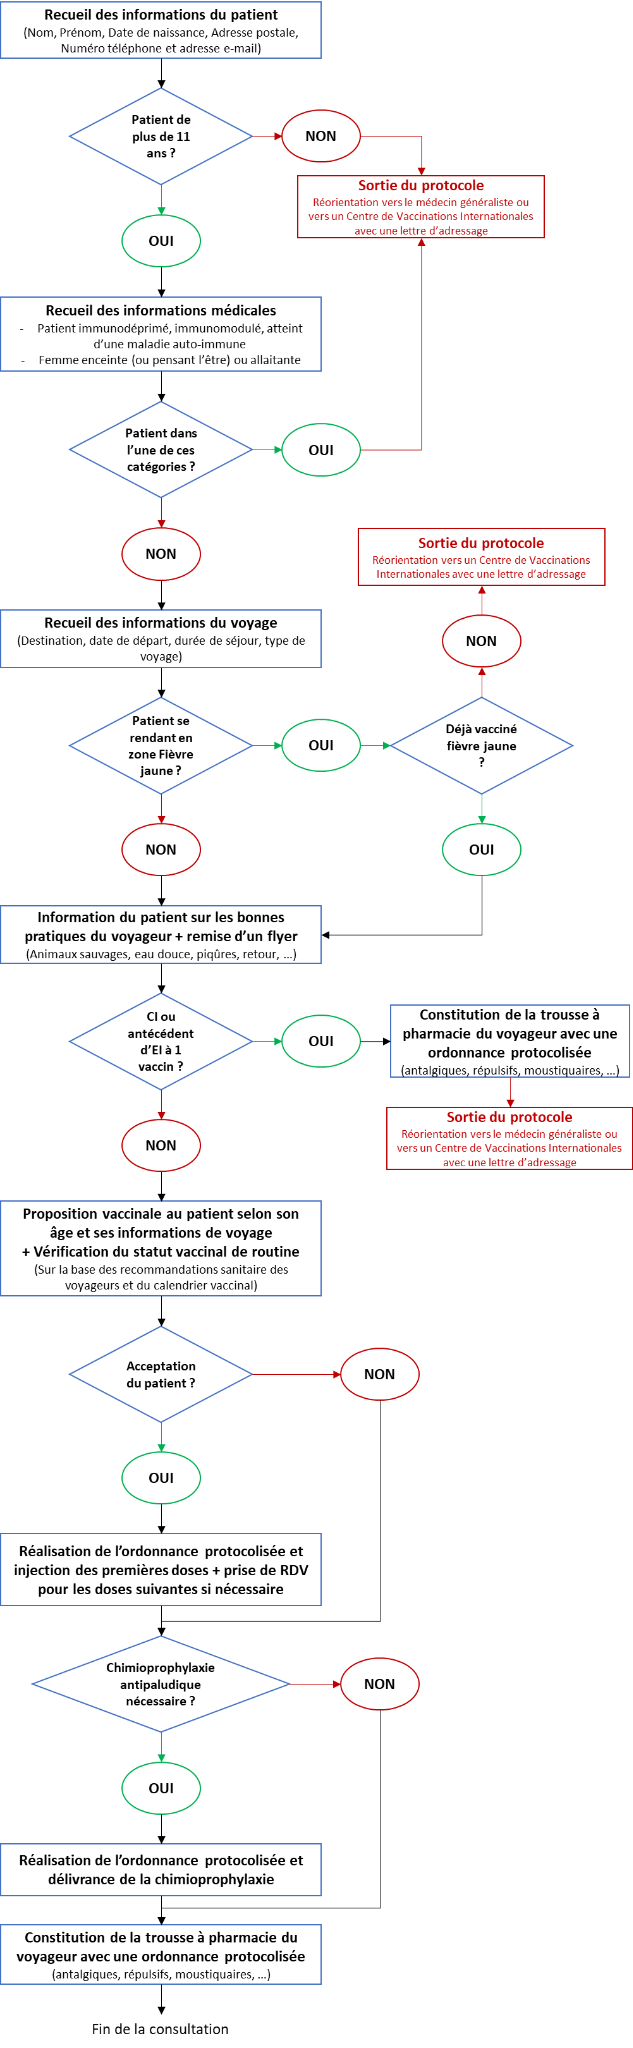 Recueil des informations du patient
(Nom, Prénom, Date de naissance, Adresse postale,
Numéro téléphone et adresse e-mail)
Patient de
plus de 11
ans ?
NON
Sortie du protocole
Réorientation vers le médecin généraliste ou
vers un Centre de Vaccinations Internationales
avec une lettre d'adressage
OUI
Recueil des informations médicales
- Patient immunodéprimé, immunomodulé, atteint
d'une maladie auto-immune
- Femme enceinte (ou pensant l'être) ou allaitante
Patient dans
l'une de ces
catégories ?
OUI
NON
Sortie du protocole
Réorientation vers un Centre de Vaccinations
Internationales avec une lettre d'adressage
Recueil des informations du voyage
(Destination, date de départ, durée de séjour, type de
voyage)
NON
Patient se
rendant en
zone Fièvre
jaune ?
OUI
Déjà vacciné
fièvre jaune
?
NON
OUI
Information du patient sur les bonnes
pratiques du voyageur + remise d'un flyer
(Animaux sauvages, eau douce, piqûres, retour, …)
CI ou
antécédent
d'EI à 1
vaccin ?
OUI
Constitution de la trousse à
pharmacie du voyageur avec une
ordonnance protocolisée
(antalgiques, répulsifs, moustiquaires, …)
Sortie du protocole
Réorientation vers le médecin généraliste ou
vers un Centre de Vaccinations Internationales
avec une lettre d'adressage
NON
Proposition vaccinale au patient selon son
âge et ses informations de voyage
+ Vérification du statut vaccinal de routine
(Sur la base des recommandations sanitaire des
voyageurs et du calendrier vaccinal)
Acceptation
du patient ?
NON
OUI
Réalisation de l'ordonnance protocolisée et
injection des premières doses + prise de RDV
pour les doses suivantes si nécessaire
Chimioprophylaxie
antipaludique
nécessaire ?
NON
OUI
Réalisation de l'ordonnance protocolisée et
délivrance de la chimioprophylaxie
Constitution de la trousse à pharmacie du
voyageur avec une ordonnance protocolisée
(antalgiques, répulsifs, moustiquaires, …)
Fin de la consultation